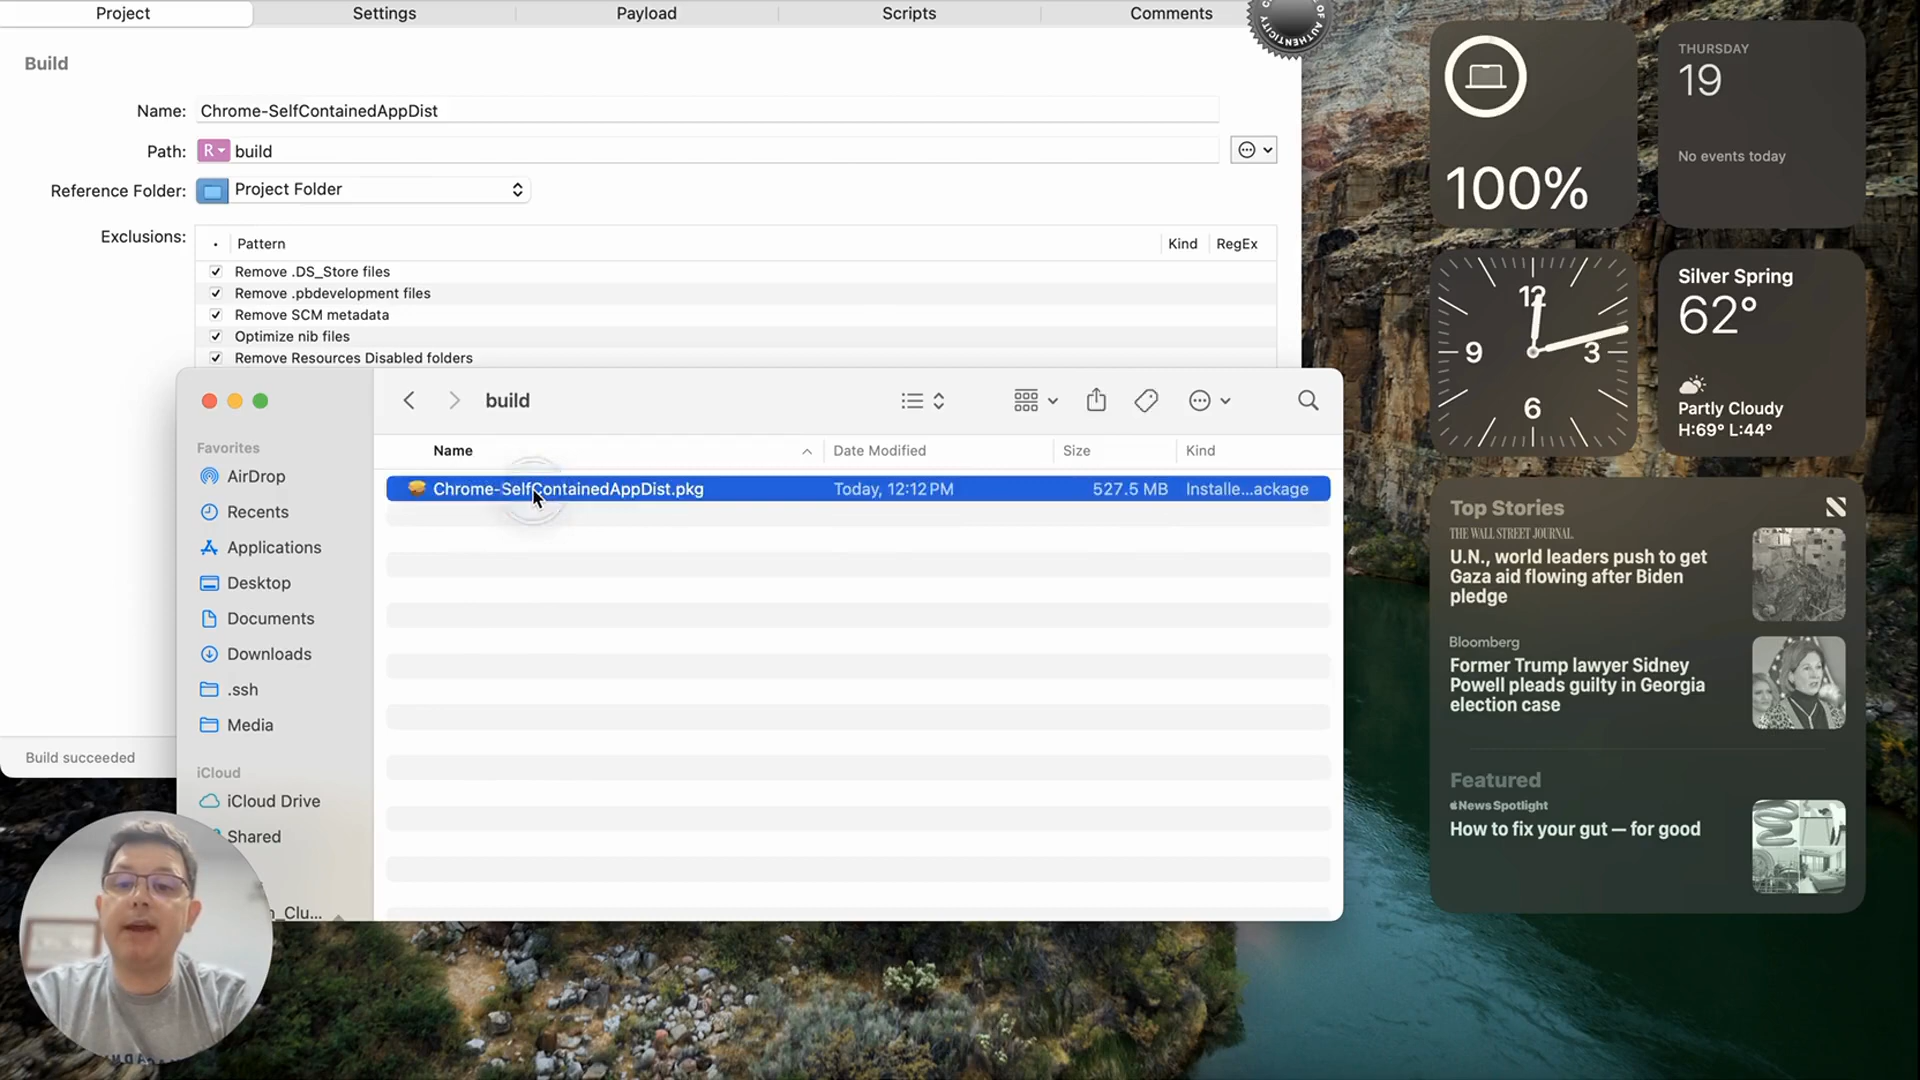 Project
Settings
Payload
Scripts
Comments
OF AUTHENTICITY
Build
Name:
Chrome-SelfContainedAppDist
Path:
R
build
Reference Folder:
Project Folder
Exclusions:
Pattern
Kind
RegEx
Remove .DS_Store files
Remove .pbdevelopment files
Remove SCM metadata
Optimize nib files
Remove Resources Disabled folders
Build succeeded
build
Name
Date Modified
Size
Kind
Chrome-SelfContainedAppDist.pkg
Today, 12:12 PM
527.5 MB
Installe...ackage
Favorites
AirDrop
Recents
Applications
Desktop
Documents
Downloads
.ssh
Media
iCloud
iCloud Drive
Shared
_Clu...
100%
THURSDAY
19
No events today
12
9
3
6
Silver Spring
62°
Partly Cloudy
H:69° L:44°
Top Stories
THE WALL STREET JOURNAL.
U.N., world leaders push to get
Gaza aid flowing after Biden
pledge
Bloomberg
Former Trump lawyer Sidney
Powell pleads guilty in Georgia
election case
Featured
News Spotlight
How to fix your gut — for good